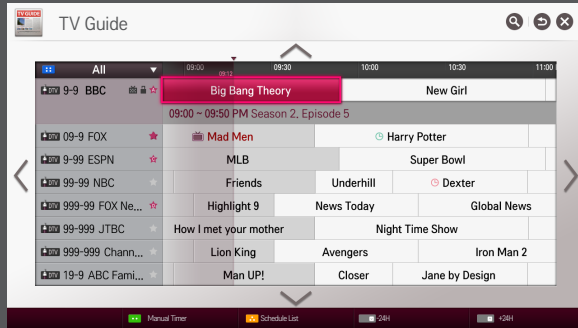 TV GUIDE
TV Guide
All 09:00 09:12 09:30 10:00 10:30 11:00
DTV 9-9 BBC Big Bang Theory New Girl
09:00 ~ 09:50 PM Season 2, Episode 5
DTV 09-9 FOX Mad Men Harry Potter
DTV 9-99 ESPN MLB Super Bowl
DTV 99-99 NBC Friends Underhill Dexter
DTV 999-99 FOX Ne... Highlight 9 News Today Global News
DTV 99-999 JTBC How I met your mother Night Time Show
DTV 999-999 Chann... Lion King Avengers Iron Man 2
DTV 19-9 ABC Fami... Man UP! Closer Jane by Design
Manual Timer Schedule List -24H +24H